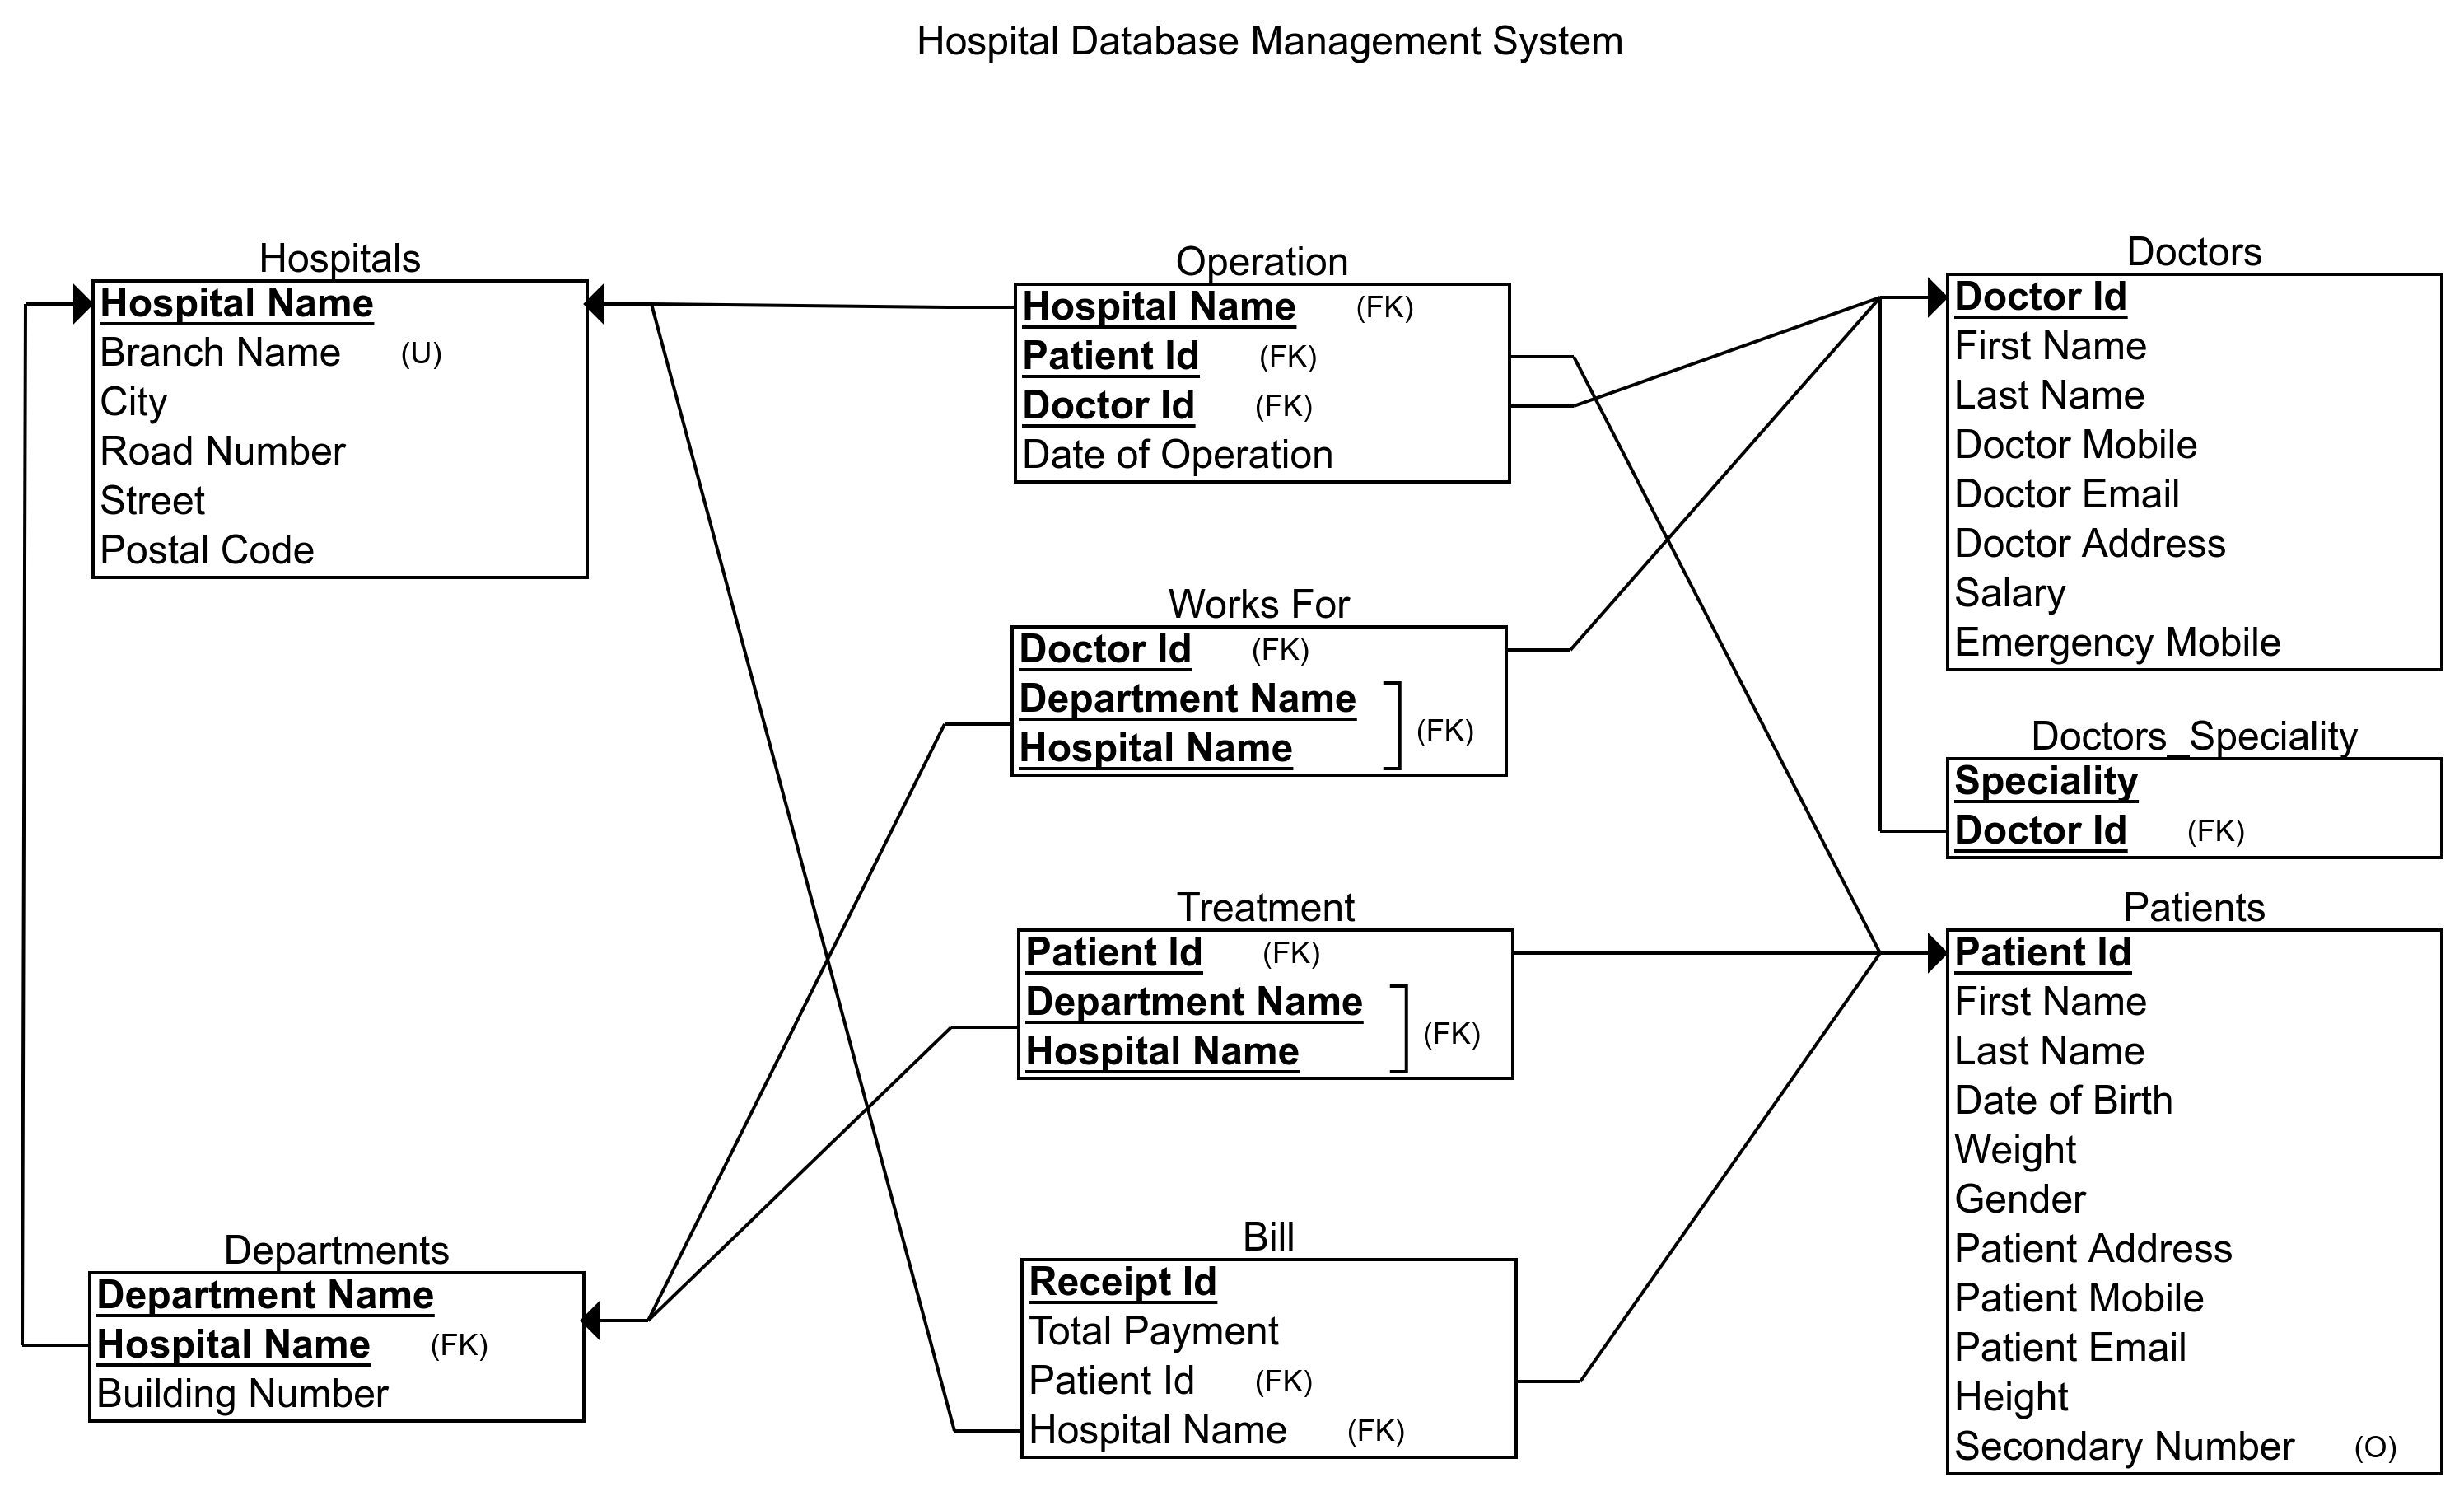 Hospital Database Management System
Hospitals
Hospital Name
Branch Name (U)
City
Road Number
Street
Postal Code
Departments
Department Name
Hospital Name (FK)
Building Number
Operation
Hospital Name (FK)
Patient Id (FK)
Doctor Id (FK)
Date of Operation
Works For
Doctor Id (FK)
Department Name
Hospital Name
(FK)
Treatment
Patient Id (FK)
Department Name
Hospital Name
(FK)
Bill
Receipt Id
Total Payment
Patient Id (FK)
Hospital Name (FK)
Doctors
Doctor Id
First Name
Last Name
Doctor Mobile
Doctor Email
Doctor Address
Salary
Emergency Mobile
Doctors_Speciality
Speciality
Doctor Id (FK)
Patients
Patient Id
First Name
Last Name
Date of Birth
Weight
Gender
Patient Address
Patient Mobile
Patient Email
Height
Secondary Number (O)